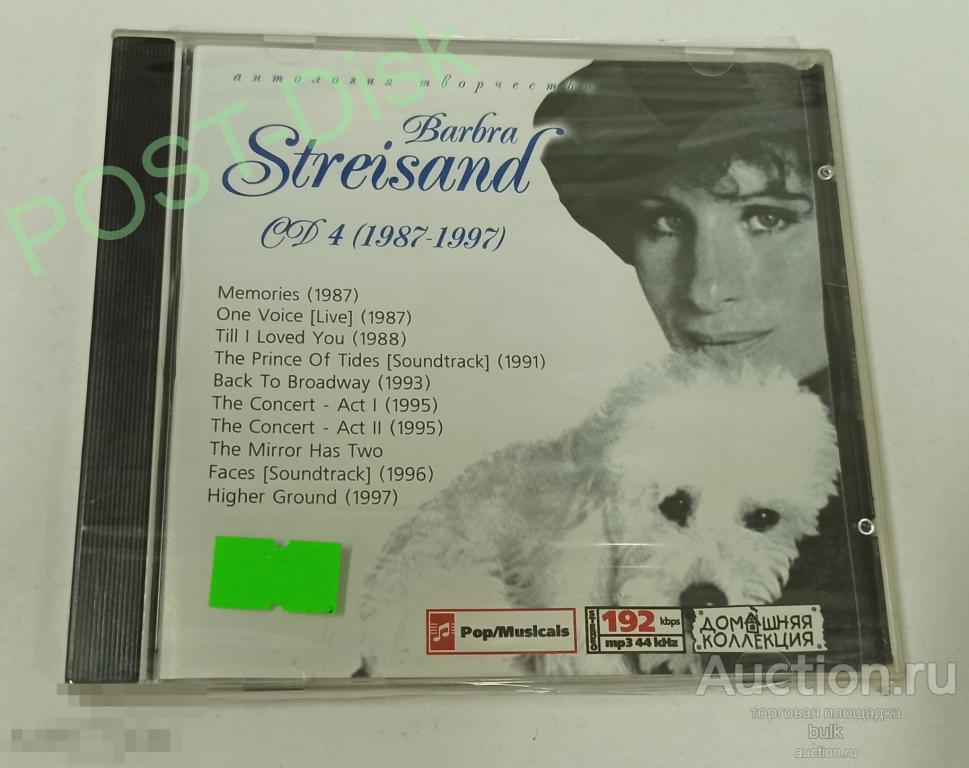 POST-Disk
антология творчества
Barbra
Streisand
CD 4 (1987-1997)
Memories (1987)
One Voice [Live] (1987)
Till I Loved You (1988)
The Prince Of Tides [Soundtrack] (1991)
Back To Broadway (1993)
The Concert - Act I (1995)
The Concert - Act II (1995)
The Mirror Has Two
Faces [Soundtrack] (1996)
Higher Ground (1997)
Pop/Musicals
STEREO
192 kbps
mp3 44 kHz
ДОМАШНЯЯ
КОЛЛЕКЦИЯ
Auction.ru
торговая площадка
bulk
auction.ru